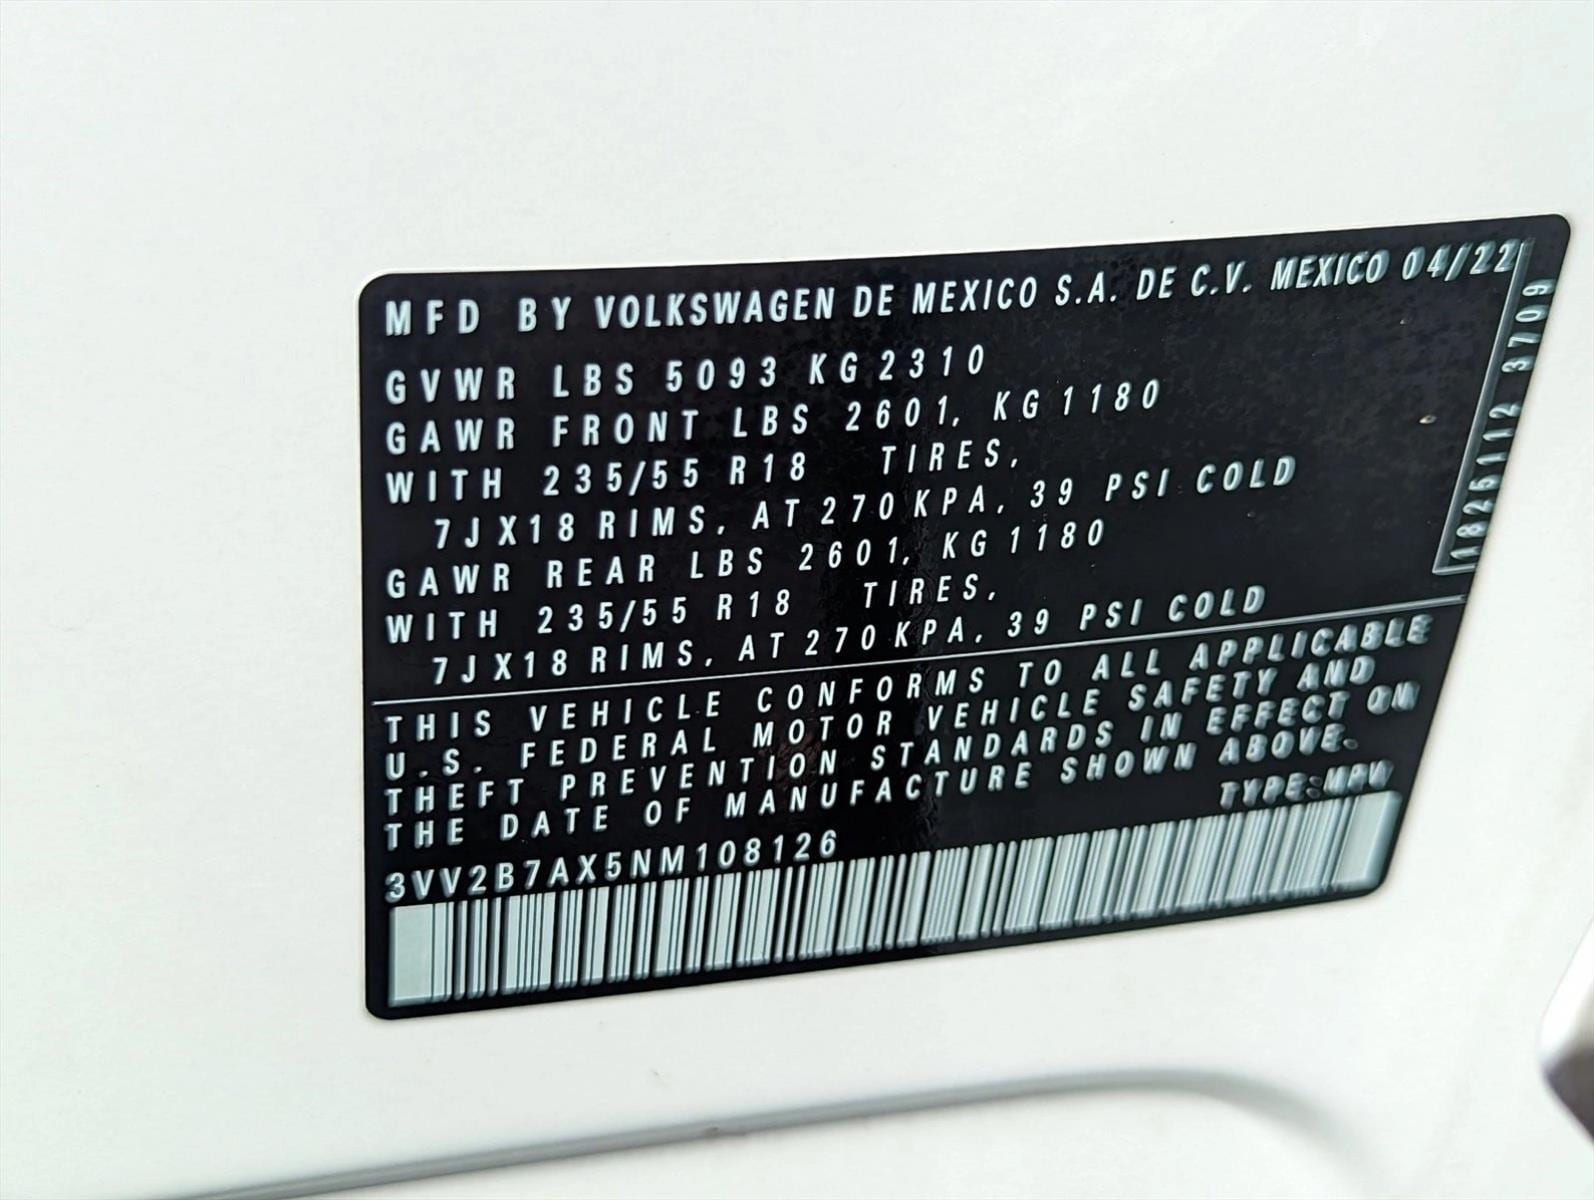 MFD BY VOLKSWAGEN DE MEXICO S.A. DE C.V. MEXICO 04/22
GVWR LBS 5093 KG 2310
GAWR FRONT LBS 2601, KG 1180
WITH 235/55 R18 TIRES,
7JX18 RIMS, AT 270 KPA, 39 PSI COLD
GAWR REAR LBS 2601, KG 1180
WITH 235/55 R18 TIRES,
7JX18 RIMS, AT 270 KPA, 39 PSI COLD
18251112 3709
THIS VEHICLE CONFORMS TO ALL APPLICABLE
U.S. FEDERAL MOTOR VEHICLE SAFETY AND
THEFT PREVENTION STANDARDS IN EFFECT ON
THE DATE OF MANUFACTURE SHOWN ABOVE.
3VV2B7AX5NM108126 TYPE:MPV